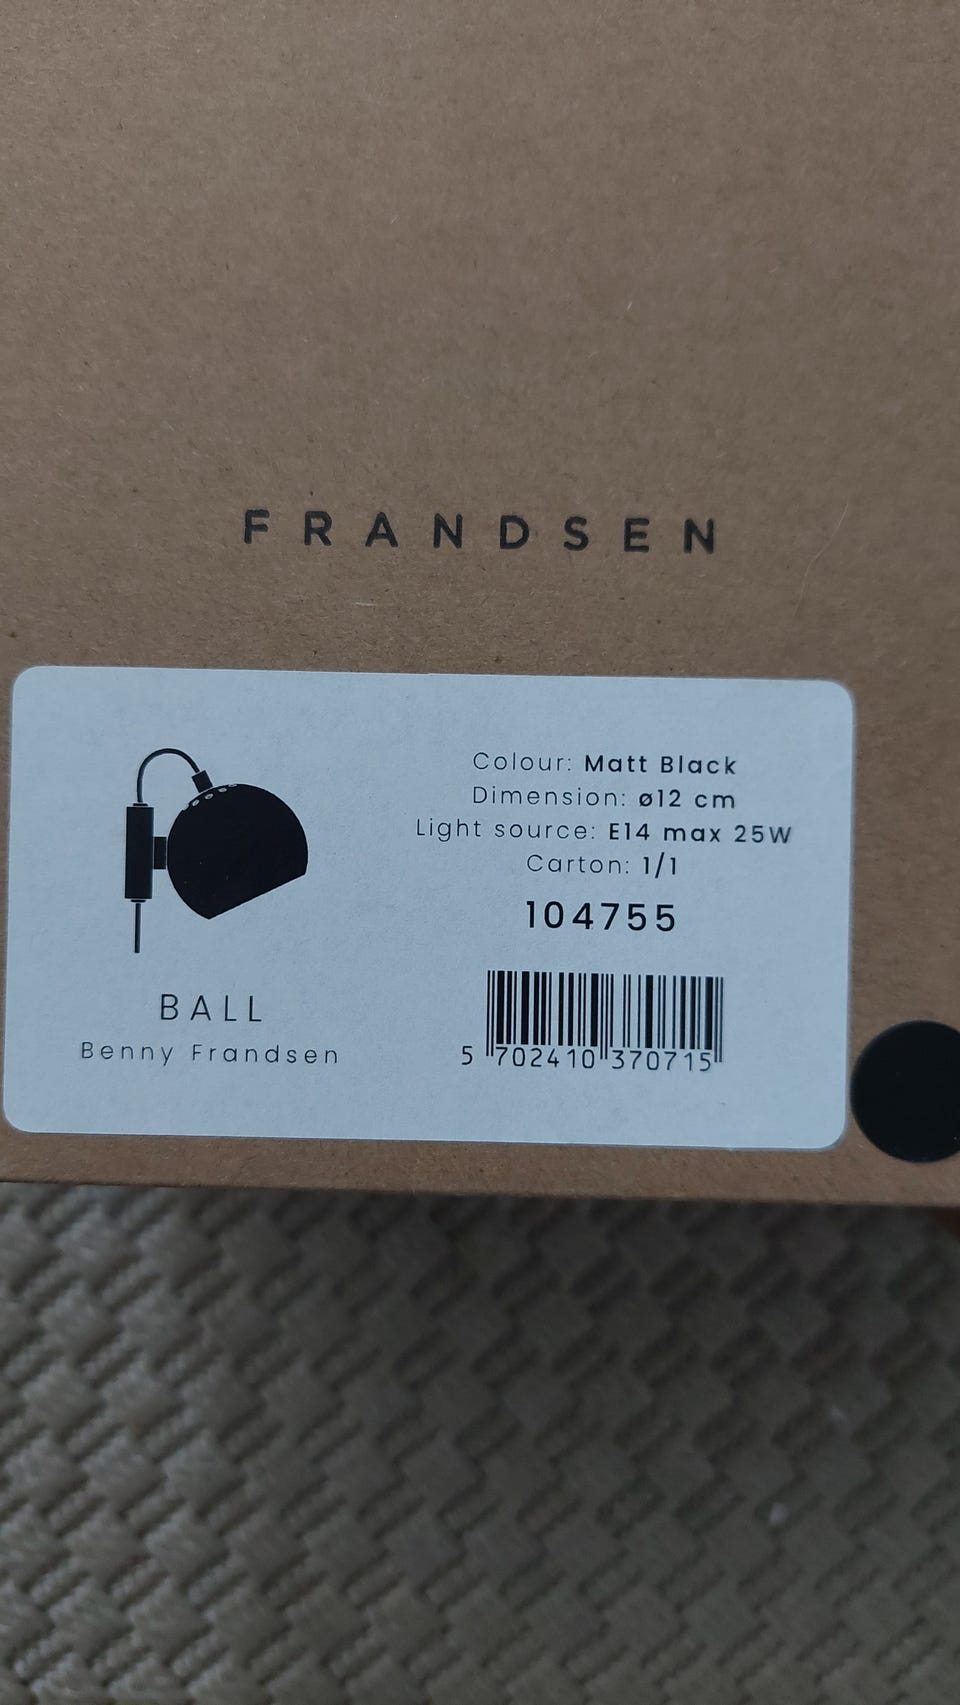 FRANDSEN
Colour: Matt Black
Dimension: ø12 cm
Light source: E14 max 25W
Carton: 1/1
104755
BALL
Benny Frandsen
5 702410 370715